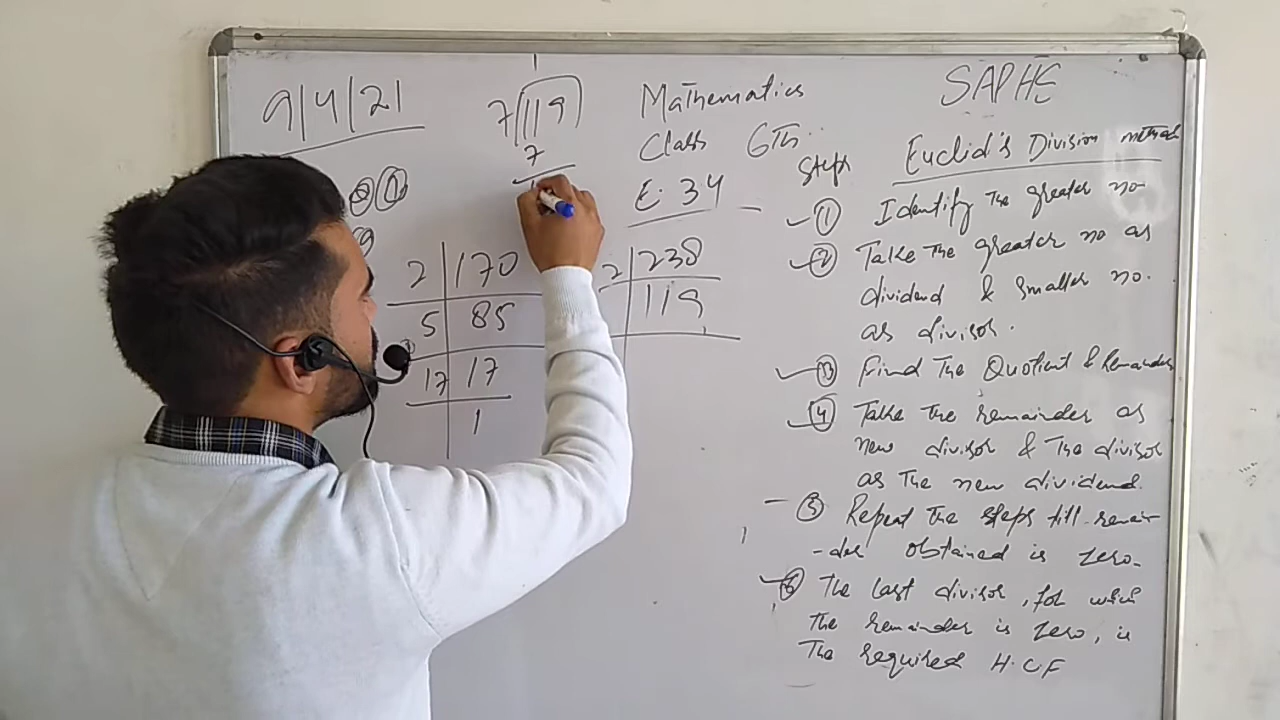 9/4/21
1
7)119
7
2 | 170
5 | 85
17 | 17
1
Mathematics
Class 6Th
E. 34
2 | 238
119
SAPHE
Euclid's Division method
Steps
① Identify The greater no
② Take The greater no as
dividend & smaller no.
as divisor.
③ Find The Quotient & Remainder
④ Take The remainder as
new divisor & The divisor
as The new dividend.
⑤ Repeat The steps till remain
-der obtained is zero.
⑥ The last divisor, for which
The remainder is zero, is
The required H.C.F